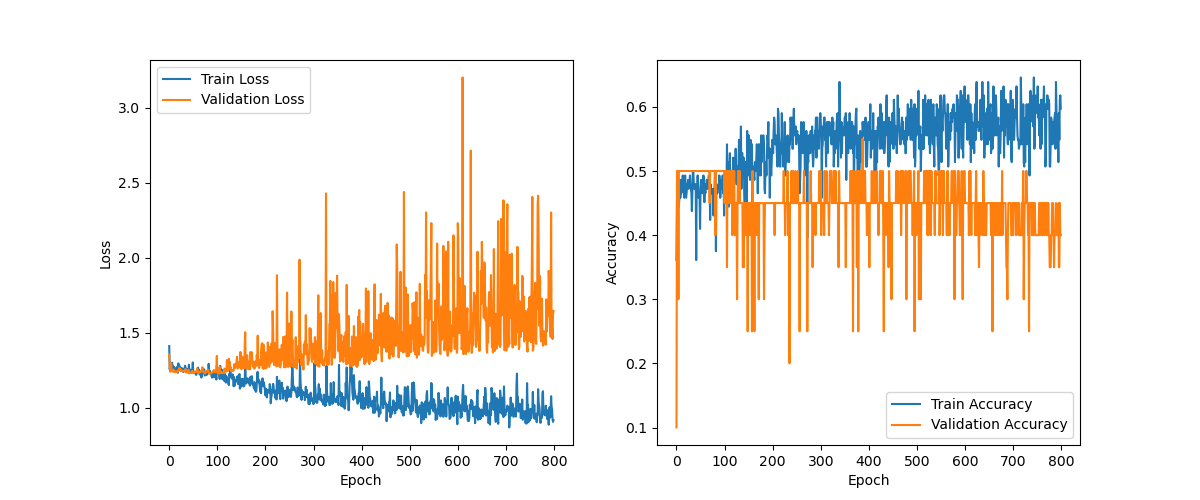 Train Loss
Validation Loss
3.0
2.5
2.0
1.5
1.0
Loss
0 100 200 300 400 500 600 700 800
Epoch
0.6
0.5
0.4
0.3
0.2
0.1
Accuracy
Train Accuracy
Validation Accuracy
0 100 200 300 400 500 600 700 800
Epoch